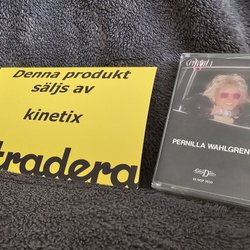 Denna produkt
säljs av
kinetix
tradera
PERNILLA WAHLGREN